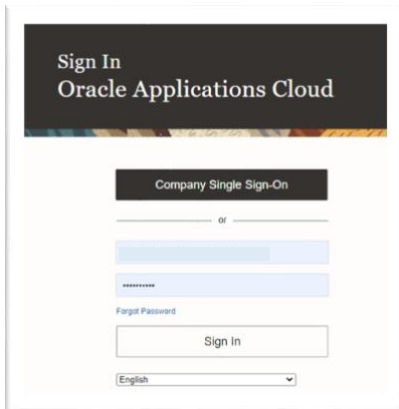 Sign In
Oracle Applications Cloud
Company Single Sign-On
or
••••••••••
Forgot Password
Sign In
English